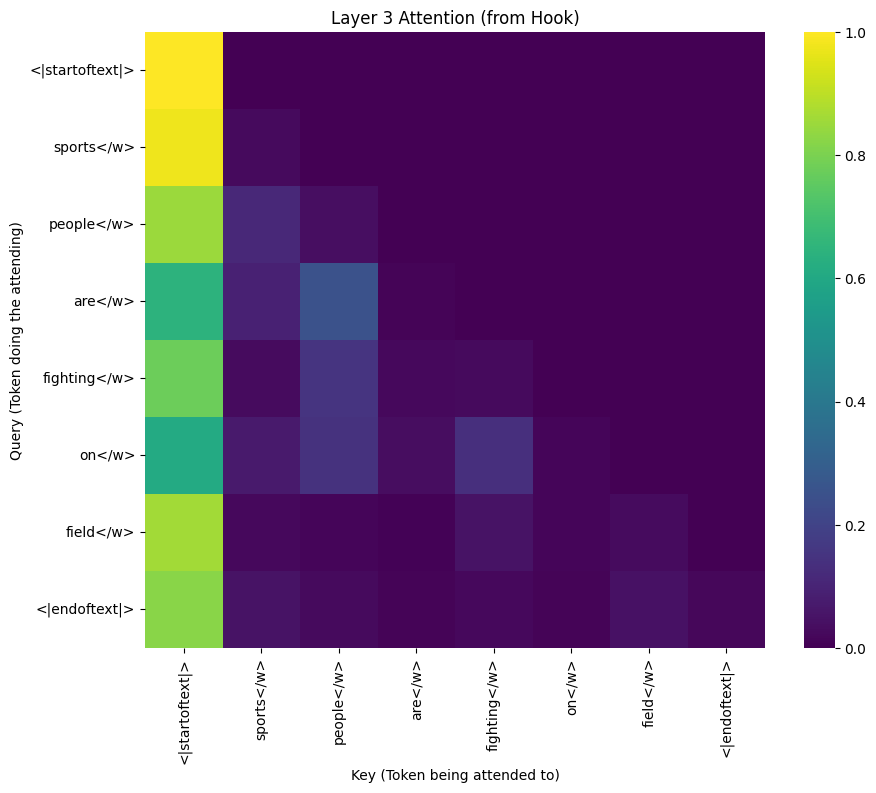 Layer 3 Attention (from Hook)
Query (Token doing the attending)
<|startoftext|>
sports</w>
people</w>
are</w>
fighting</w>
on</w>
field</w>
<|endoftext|>
<|startoftext|>
sports</w>
people</w>
are</w>
fighting</w>
on</w>
field</w>
<|endoftext|>
Key (Token being attended to)
1.0
0.8
0.6
0.4
0.2
0.0